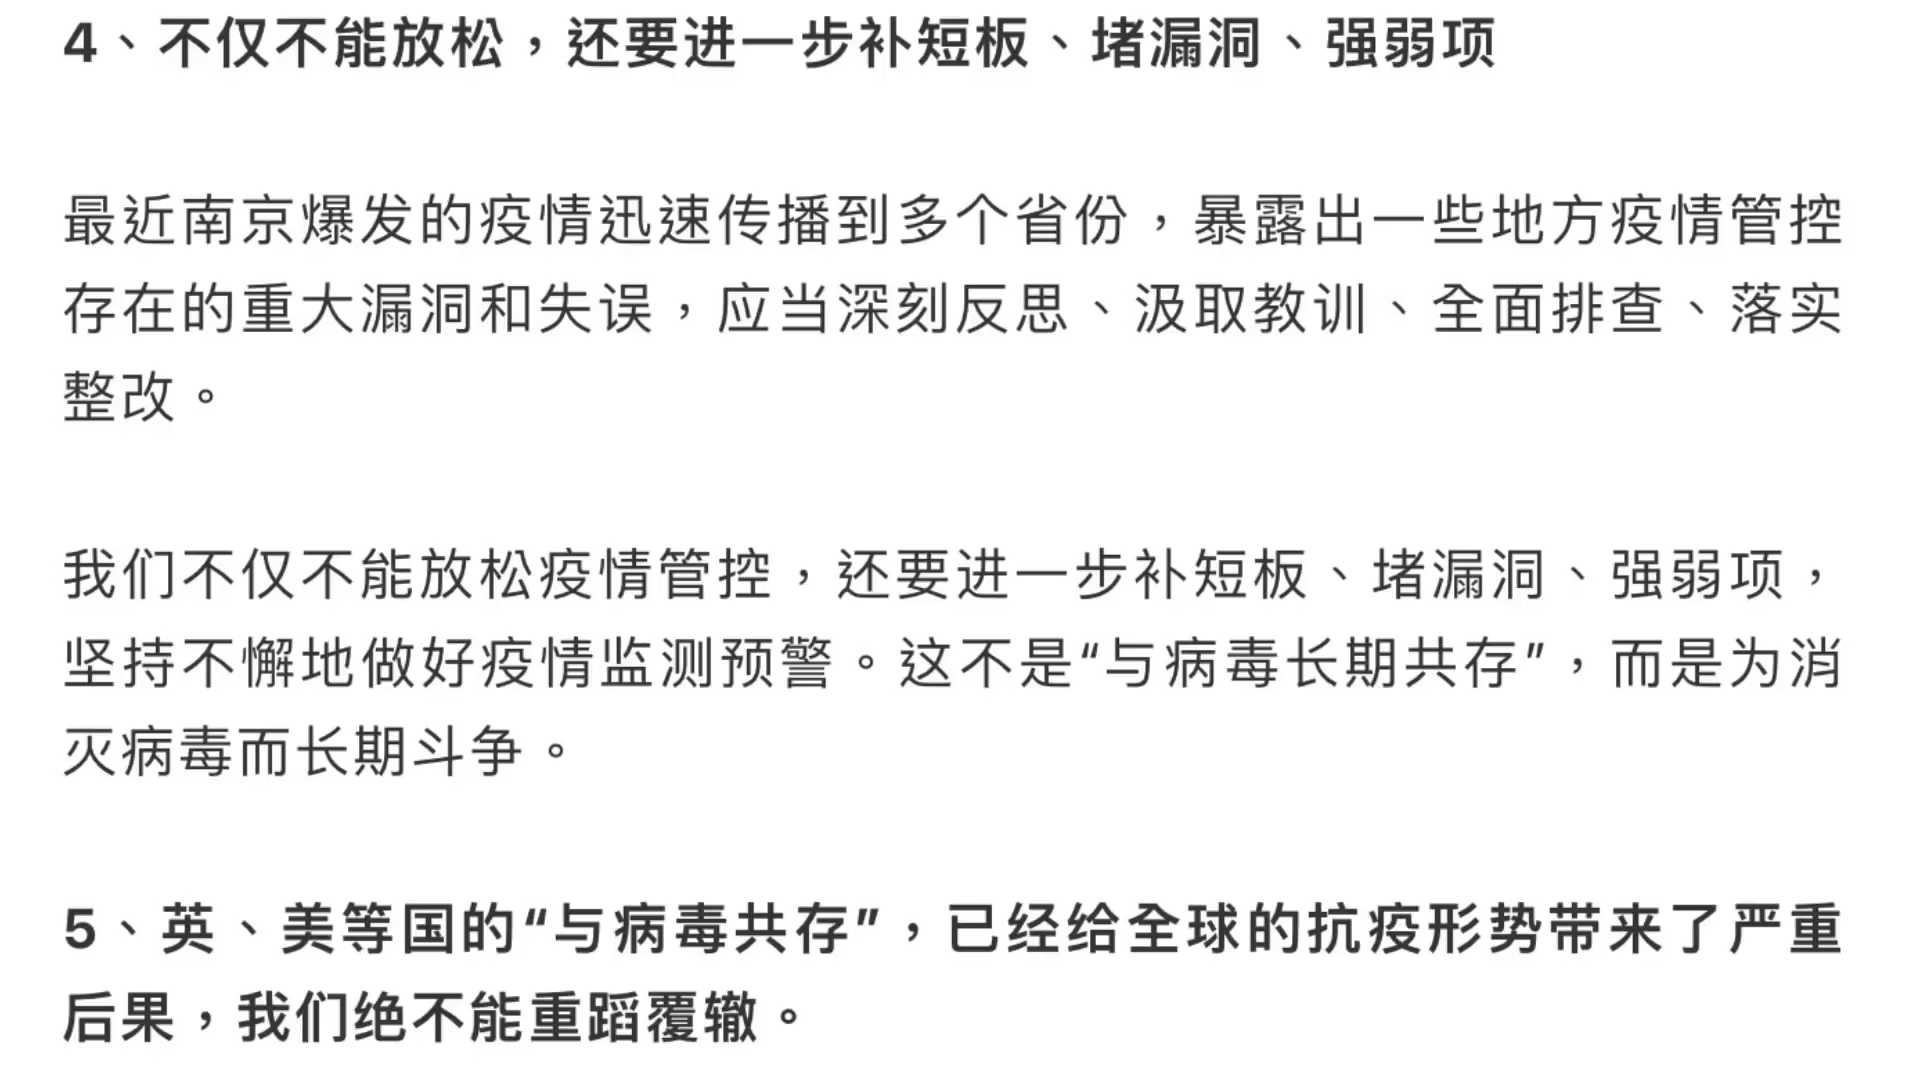 4、不仅不能放松，还要进一步补短板、堵漏洞、强弱项
最近南京爆发的疫情迅速传播到多个省份，暴露出一些地方疫情管控
存在的重大漏洞和失误，应当深刻反思、汲取教训、全面排查、落实
整改。
我们不仅不能放松疫情管控，还要进一步补短板、堵漏洞、强弱项，
坚持不懈地做好疫情监测预警。这不是“与病毒长期共存”，而是为消
灭病毒而长期斗争。
5、英、美等国的“与病毒共存”，已经给全球的抗疫形势带来了严重
后果，我们绝不能重蹈覆辙。